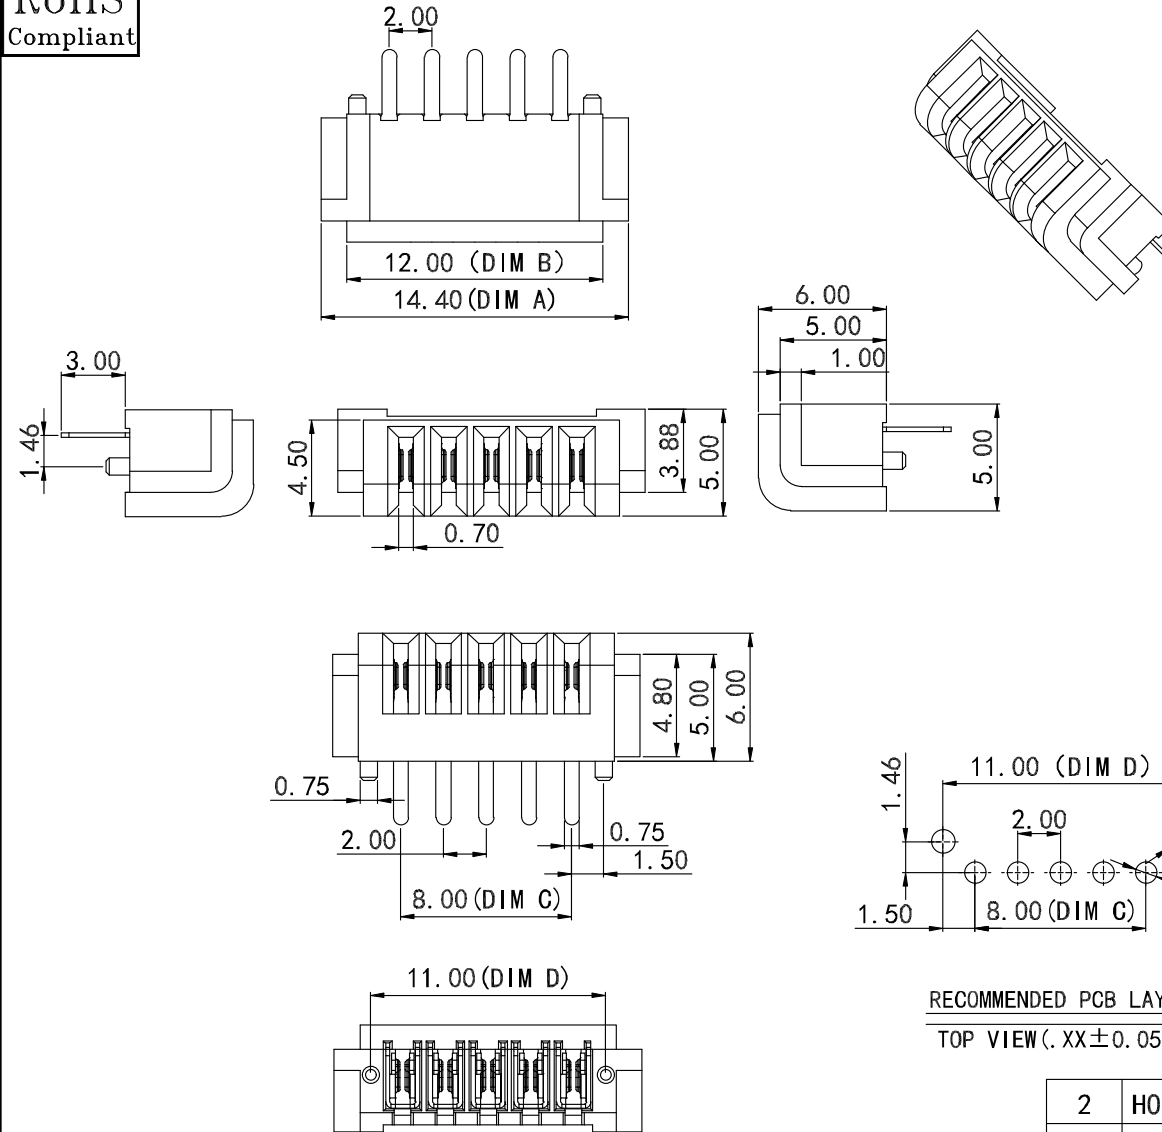 RoHS
Compliant
2.00
12.00 (DIM B)
14.40(DIM A)
6.00
5.00
1.00
3.00
1.46
4.50
3.88
5.00
0.70
5.00
4.80
5.00
6.00
0.75
2.00
0.75
1.50
8.00(DIM C)
1.46
11.00 (DIM D)
2.00
1.50
8.00(DIM C)
11.00(DIM D)
RECOMMENDED PCB LAY
TOP VIEW(.XX±0.05
2 HO